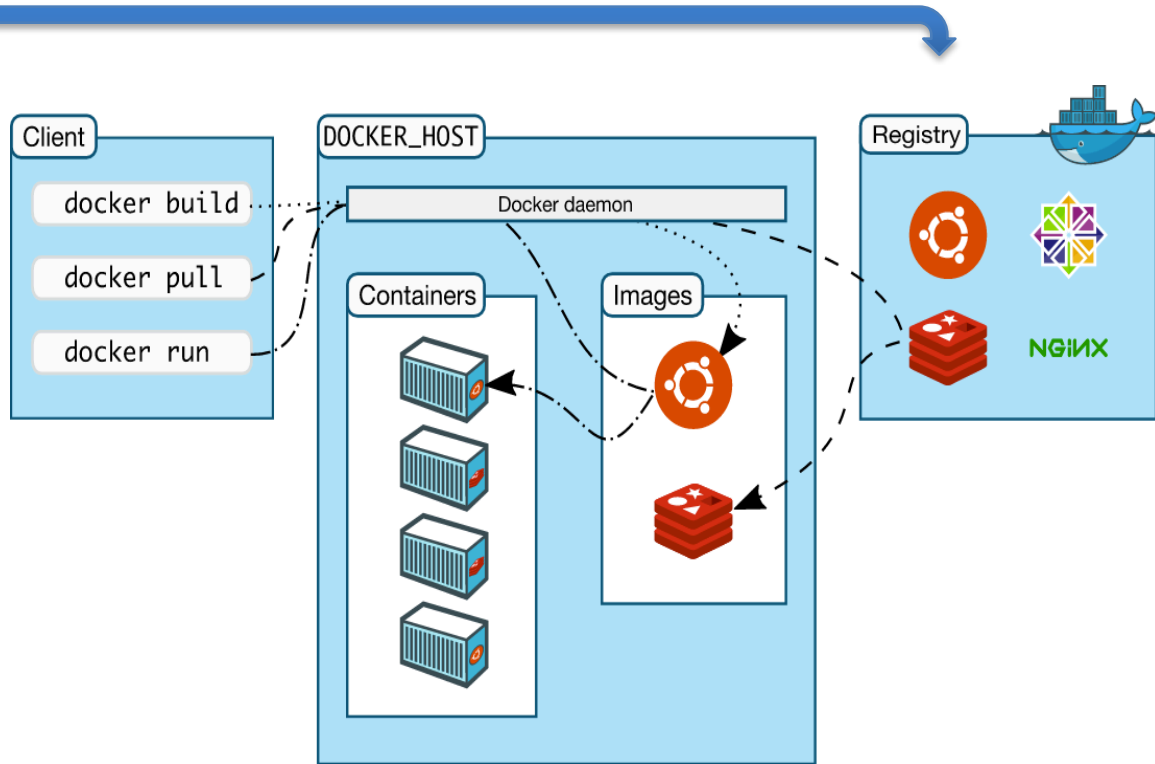 Client
docker build
docker pull
docker run
DOCKER_HOST
Docker daemon
Containers
Images
Registry
NGINX